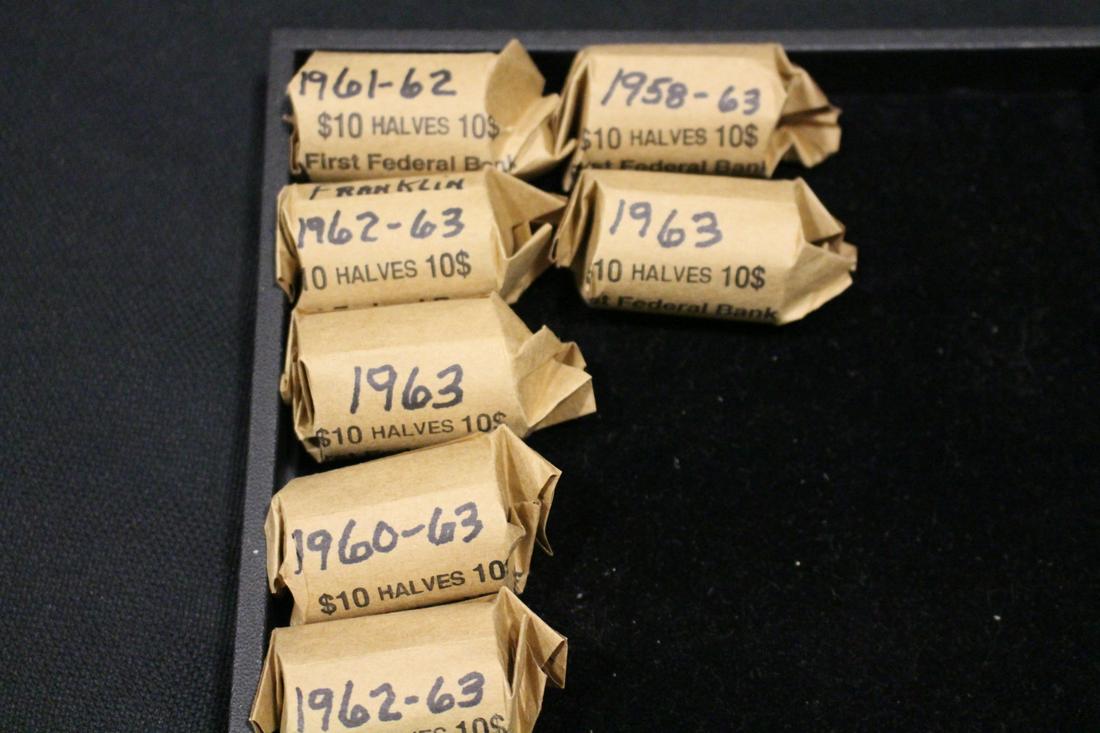 1961-62
$10 HALVES 10$
First Federal Bank
FRANKLIN
1962-63
10 HALVES 10$
1963
$10 HALVES 10$
1960-63
$10 HALVES 10$
1962-63
10$
1958-63
$10 HALVES 10$
Federal Bank
1963
10 HALVES 10$
Federal Bank